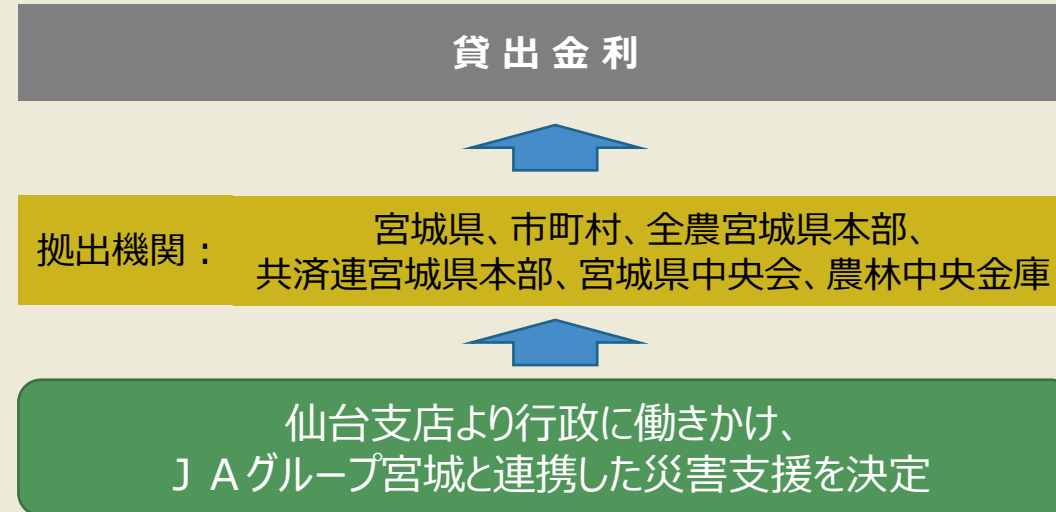 貸出金利
拠出機関：
宮城県、市町村、全農宮城県本部、
共済連宮城県本部、宮城県中央会、農林中央金庫
仙台支店より行政に働きかけ、
ＪＡグループ宮城と連携した災害支援を決定